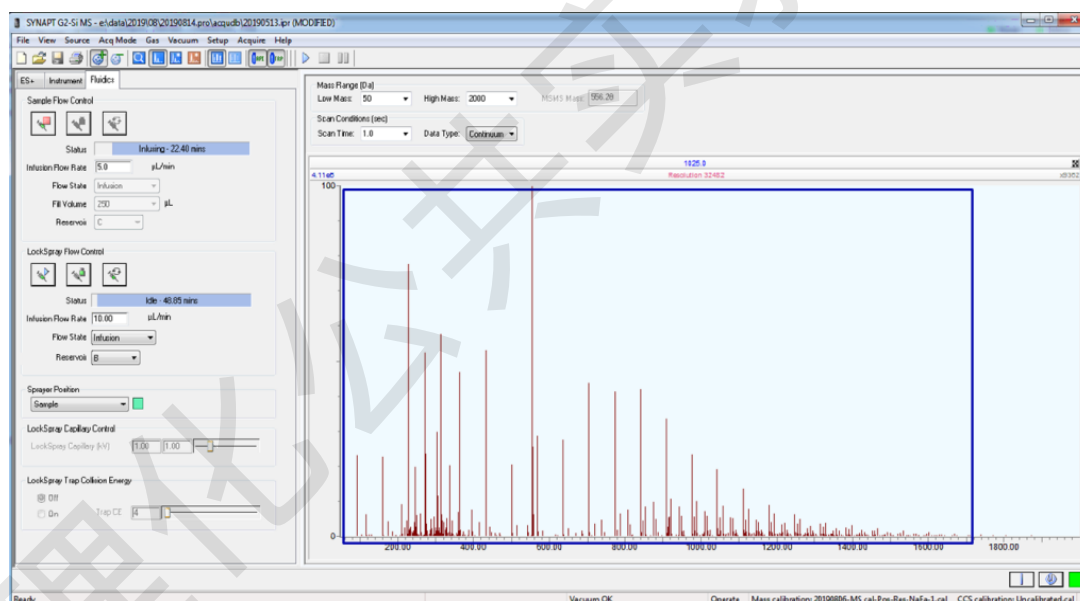 SYNAPT G2-Si MS - e:\data\2019\08\20190814.pro\acqudb\20190513.ipr (MODIFIED)
File View Source Acq Mode Gas Vacuum Setup Acquire Help
ES+ Instrument Fluidics
Sample Flow Control
Status Infusing - 22.40 mins
Infusion Flow Rate 5.0 µL/min
Flow State Infusion
Fill Volume 250 µL
Reservoir C
LockSpray Flow Control
Status Idle - 48.85 mins
Infusion Flow Rate 10.00 µL/min
Flow State Infusion
Reservoir B
Sprayer Position
Sample
LockSpray Capillary Control
LockSpray Capillary (kV) 1.00 1.00
LockSpray Trap Collision Energy
Off
On Trap CE 4
Mass Range (Da)
Low Mass: 50 High Mass: 2000 MSMS Mass: 556.28
Scan Conditions (sec)
Scan Time: 1.0 Data Type: Continuum
1025.0
4.11e6 Resolution 32482
100
0
200.00 400.00 600.00 800.00 1000.00 1200.00 1400.00 1600.00 1800.00
Ready Vacuum OK Operate Mass calibration: 20190806-MS cal-Pos-Res-NaFa-1.cal CCS calibration: Uncalibrated.cal
理化公共实